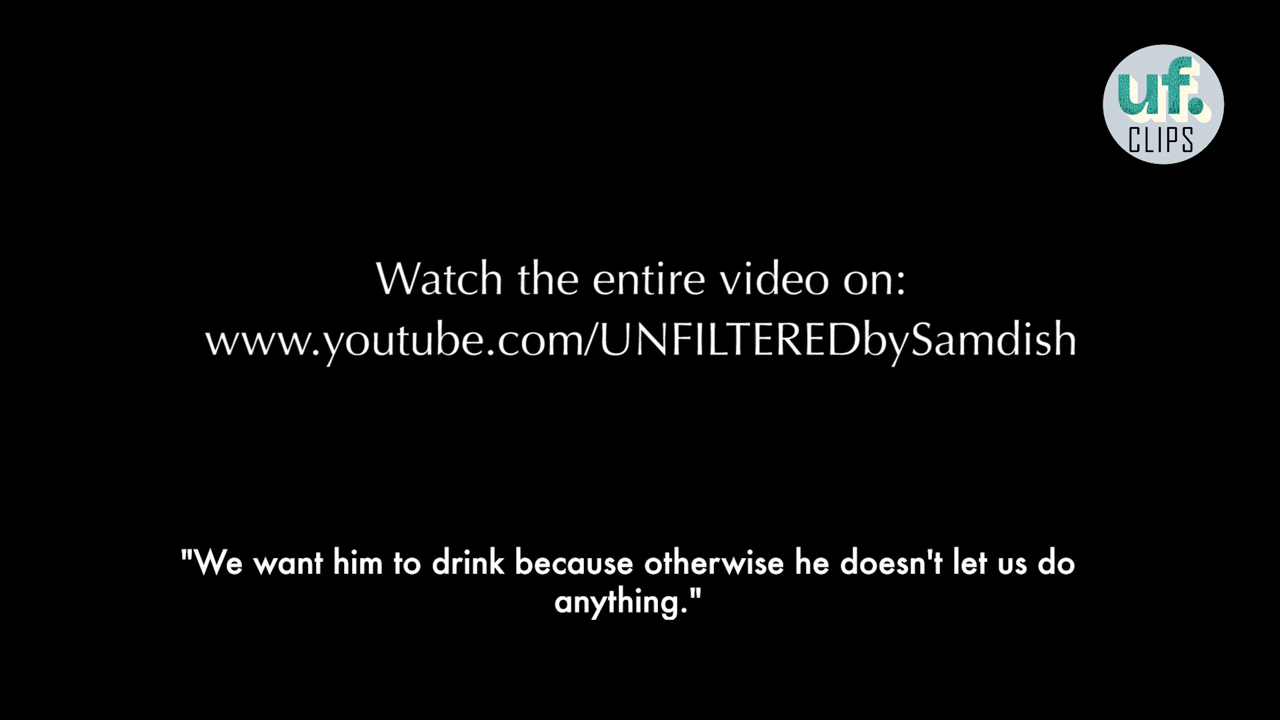 uf.
CLIPS
Watch the entire video on:
www.youtube.com/UNFILTEREDbySamdish
"We want him to drink because otherwise he doesn't let us do
anything."